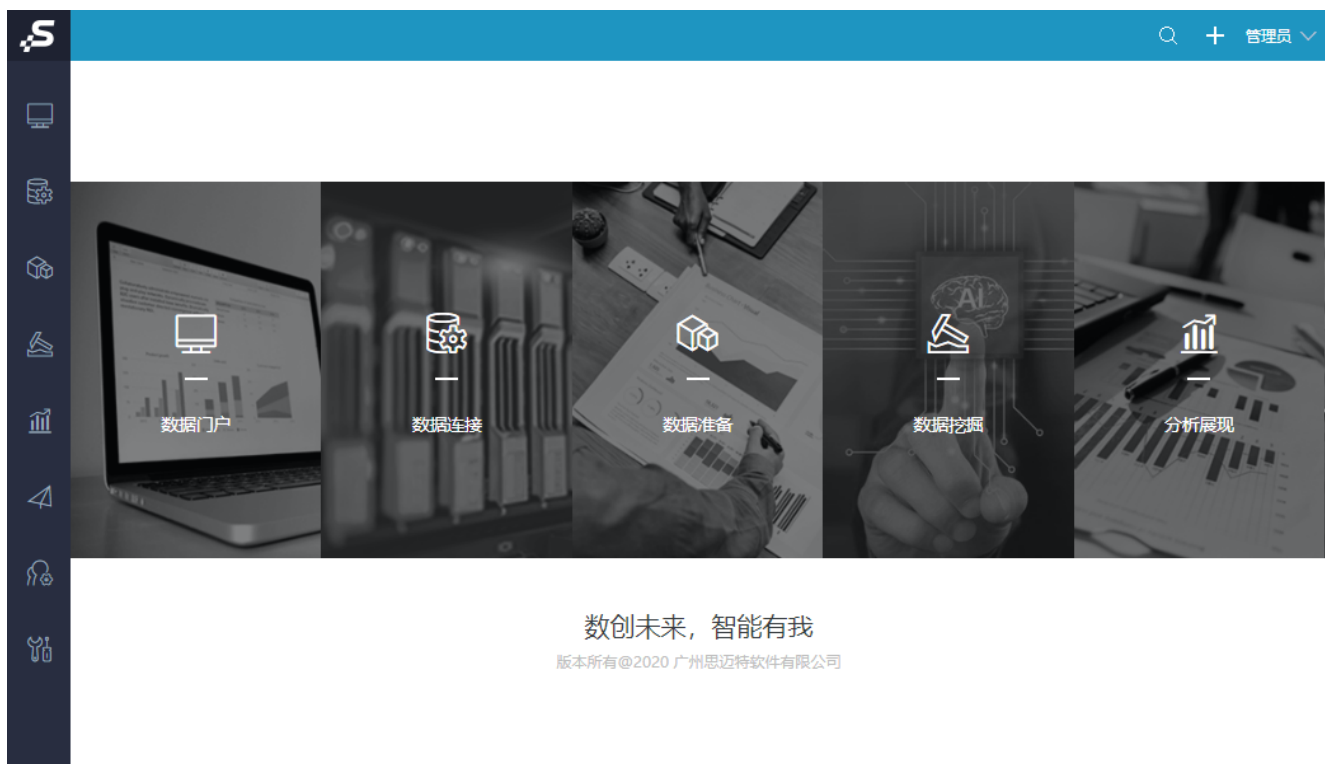 S
管理员
AI
数据门户
数据连接
数据准备
数据挖掘
分析展现
数创未来，智能有我
版本所有@2020 广州思迈特软件有限公司